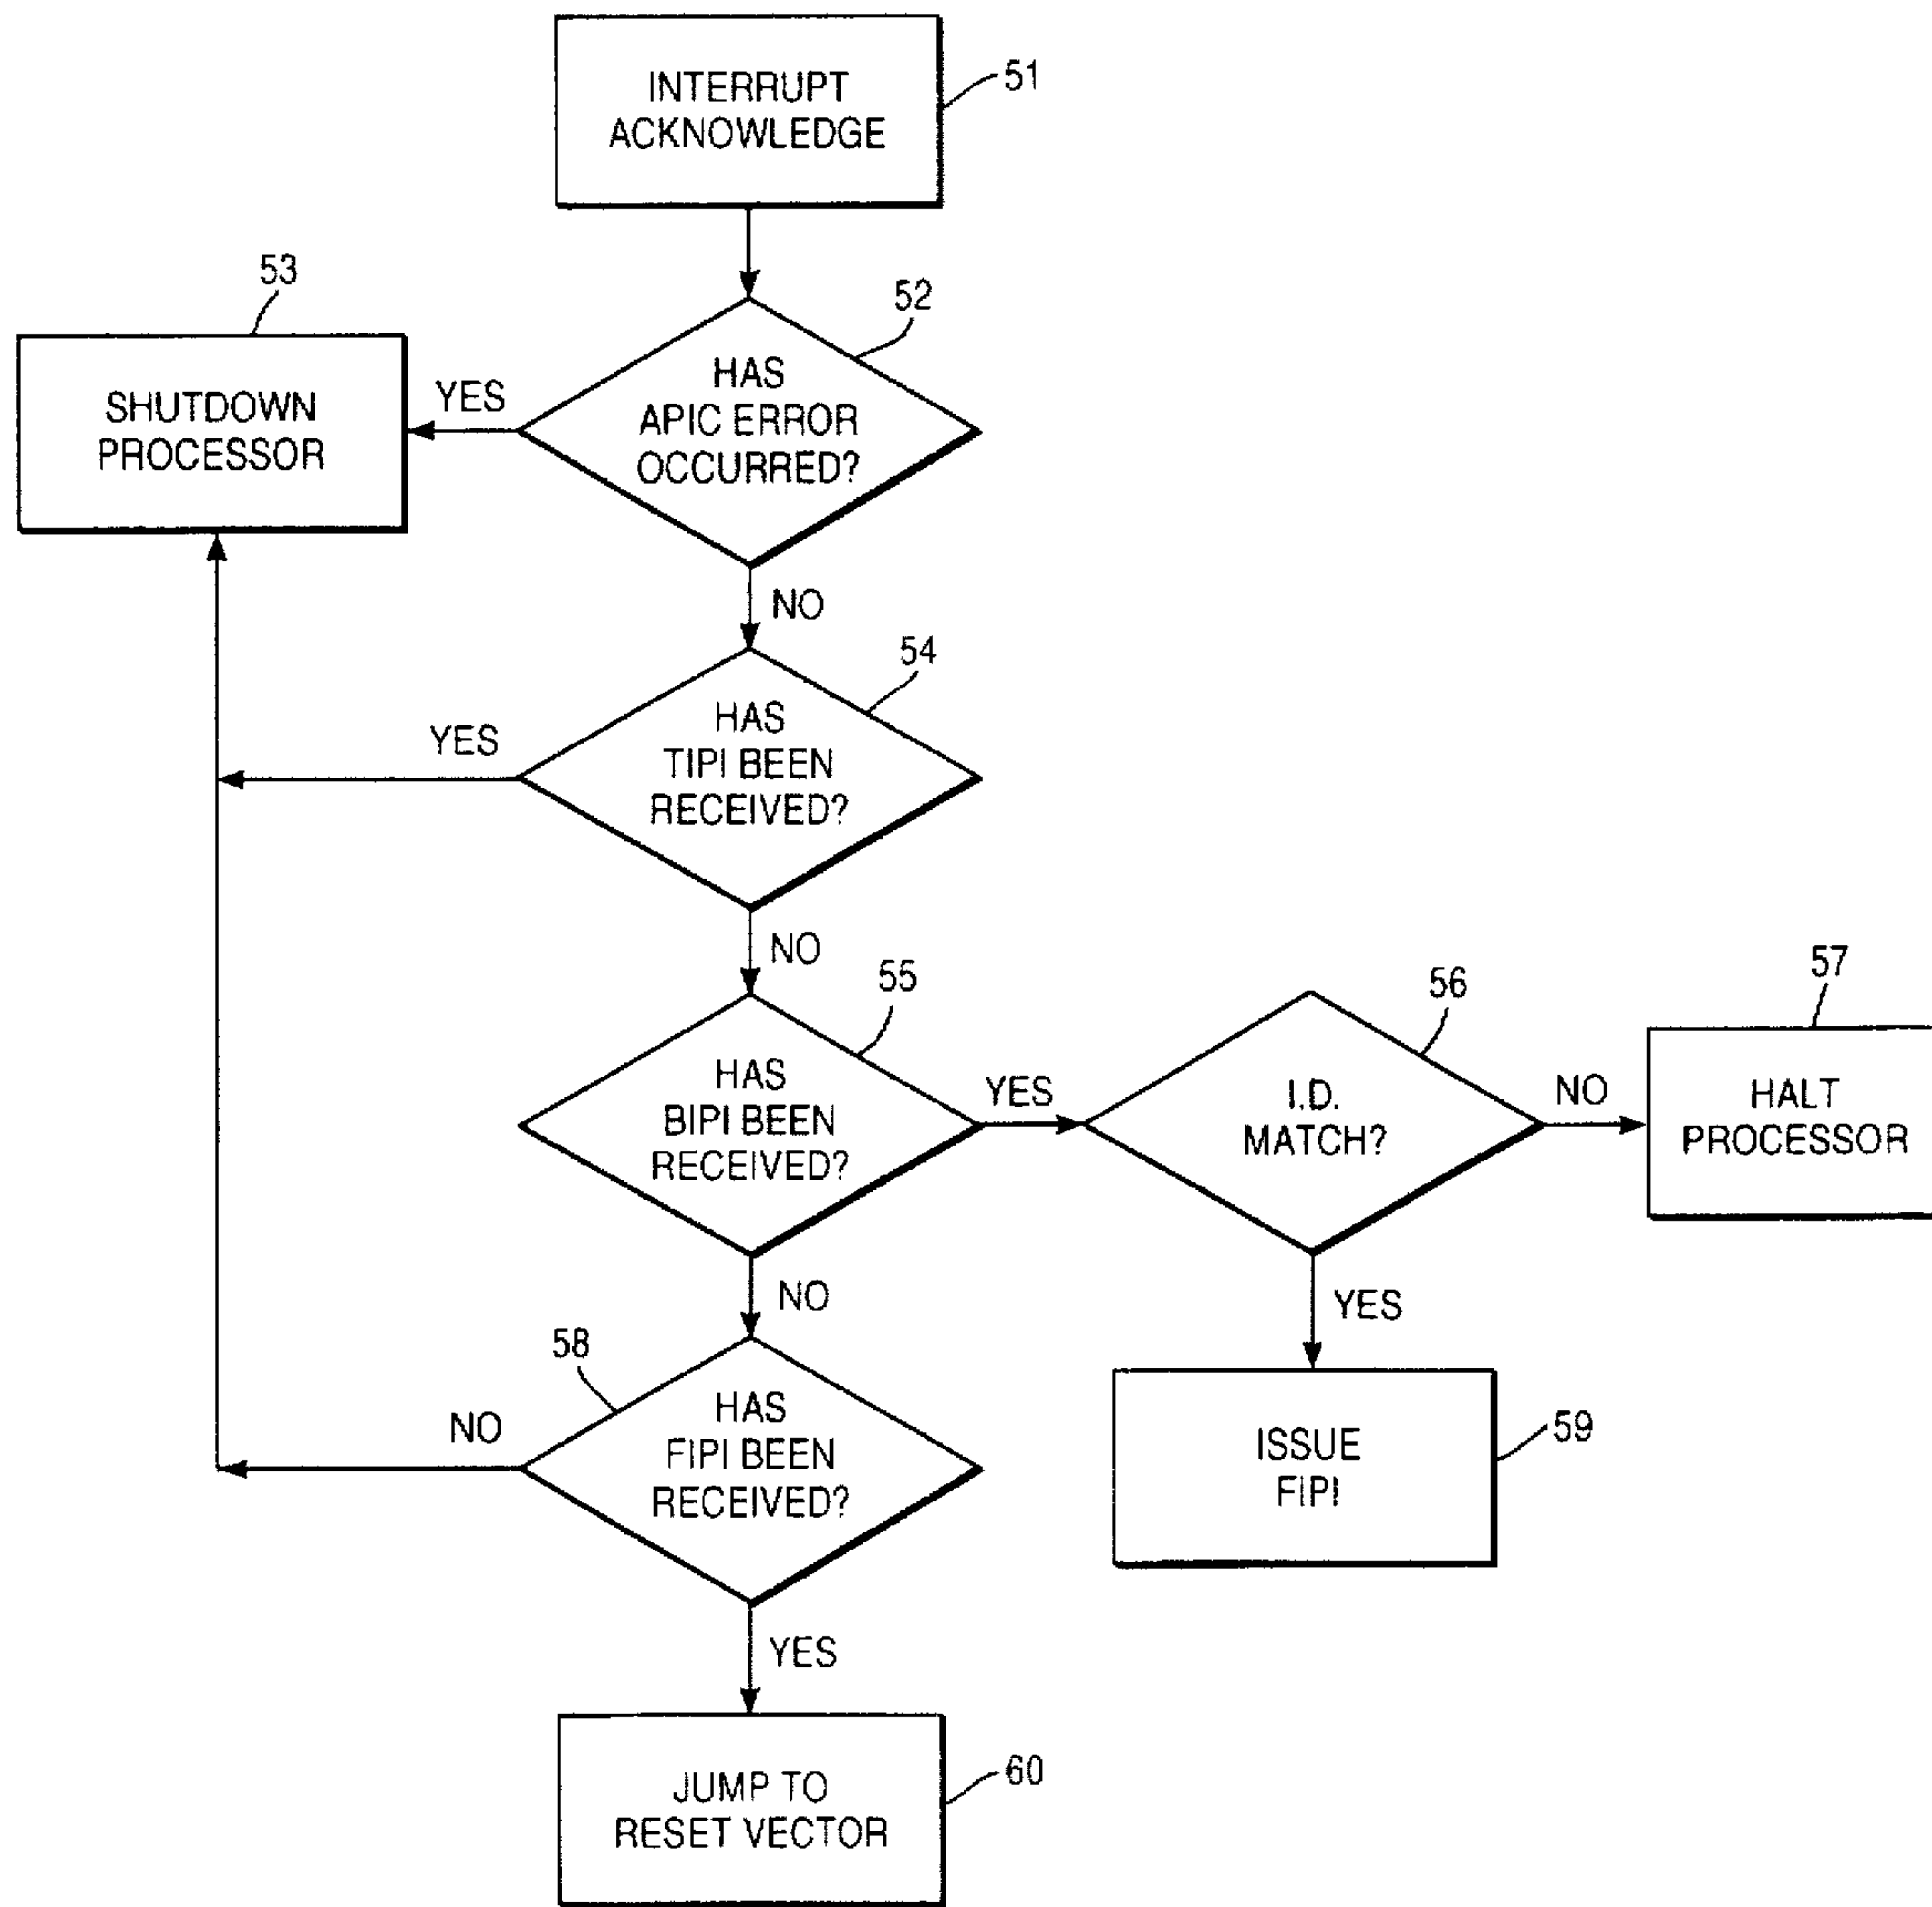 INTERRUPT
ACKNOWLEDGE
51
53
52
SHUTDOWN
PROCESSOR
YES
HAS
APIC ERROR
OCCURRED?
NO
54
YES
HAS
TIPI BEEN
RECEIVED?
NO
55
56
57
HAS
BIPI BEEN
RECEIVED?
YES
I.D.
MATCH?
NO
HALT
PROCESSOR
NO
YES
58
NO
HAS
FIPI BEEN
RECEIVED?
ISSUE
FIPI
59
YES
JUMP TO
RESET VECTOR
60